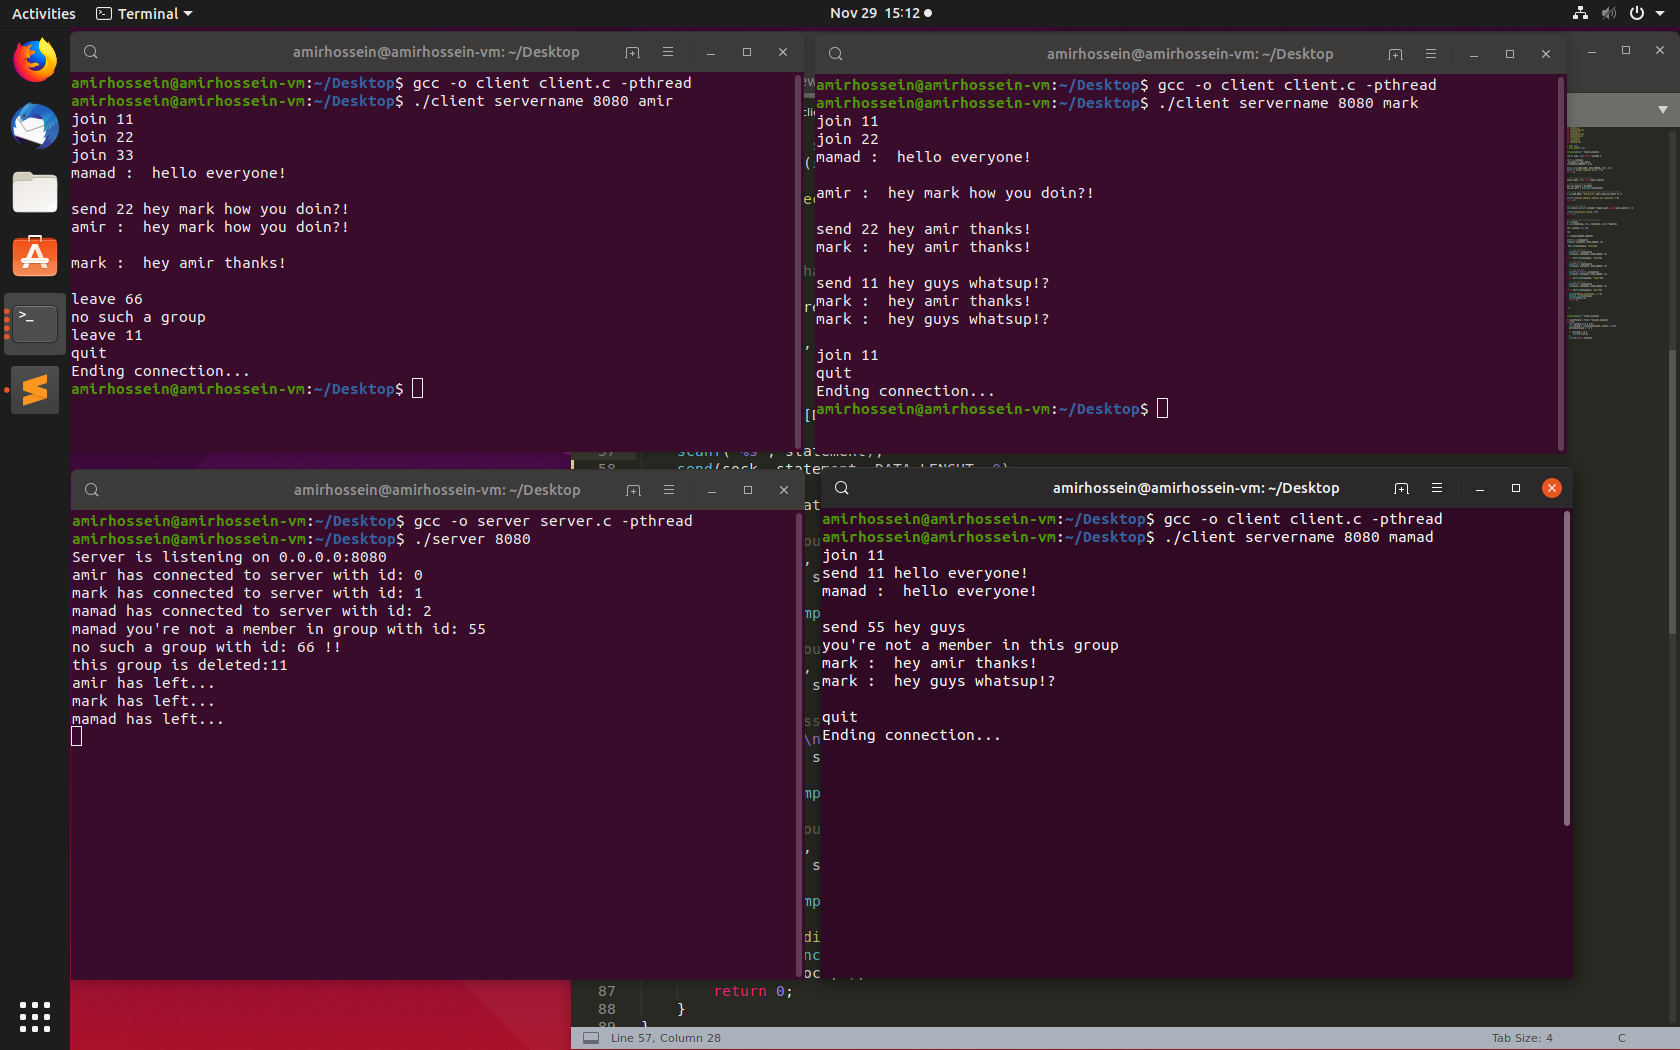 Activities
Terminal
Nov 29 15:12
amirhossein@amirhossein-vm: ~/Desktop
amirhossein@amirhossein-vm:~/Desktop$ gcc -o client client.c -pthread
amirhossein@amirhossein-vm:~/Desktop$ ./client servername 8080 amir
join 11
join 22
join 33
mamad :  hello everyone!
send 22 hey mark how you doin?!
amir :  hey mark how you doin?!
mark :  hey amir thanks!
leave 66
no such a group
leave 11
quit
Ending connection...
amirhossein@amirhossein-vm:~/Desktop$
amirhossein@amirhossein-vm: ~/Desktop
amirhossein@amirhossein-vm:~/Desktop$ gcc -o client client.c -pthread
amirhossein@amirhossein-vm:~/Desktop$ ./client servername 8080 mark
join 11
join 22
mamad :  hello everyone!
amir :  hey mark how you doin?!
send 22 hey amir thanks!
mark :  hey amir thanks!
send 11 hey guys whatsup!?
mark :  hey amir thanks!
mark :  hey guys whatsup!?
join 11
quit
Ending connection...
amirhossein@amirhossein-vm:~/Desktop$
amirhossein@amirhossein-vm: ~/Desktop
amirhossein@amirhossein-vm:~/Desktop$ gcc -o server server.c -pthread
amirhossein@amirhossein-vm:~/Desktop$ ./server 8080
Server is listening on 0.0.0.0:8080
amir has connected to server with id: 0
mark has connected to server with id: 1
mamad has connected to server with id: 2
mamad you're not a member in group with id: 55
no such a group with id: 66 !!
this group is deleted:11
amir has left...
mark has left...
mamad has left...
amirhossein@amirhossein-vm: ~/Desktop
amirhossein@amirhossein-vm:~/Desktop$ gcc -o client client.c -pthread
amirhossein@amirhossein-vm:~/Desktop$ ./client servername 8080 mamad
join 11
send 11 hello everyone!
mamad :  hello everyone!
send 55 hey guys
you're not a member in this group
mark :  hey amir thanks!
mark :  hey guys whatsup!?
quit
Ending connection...
87 return 0;
88 }
Line 57, Column 28
Tab Size: 4
C